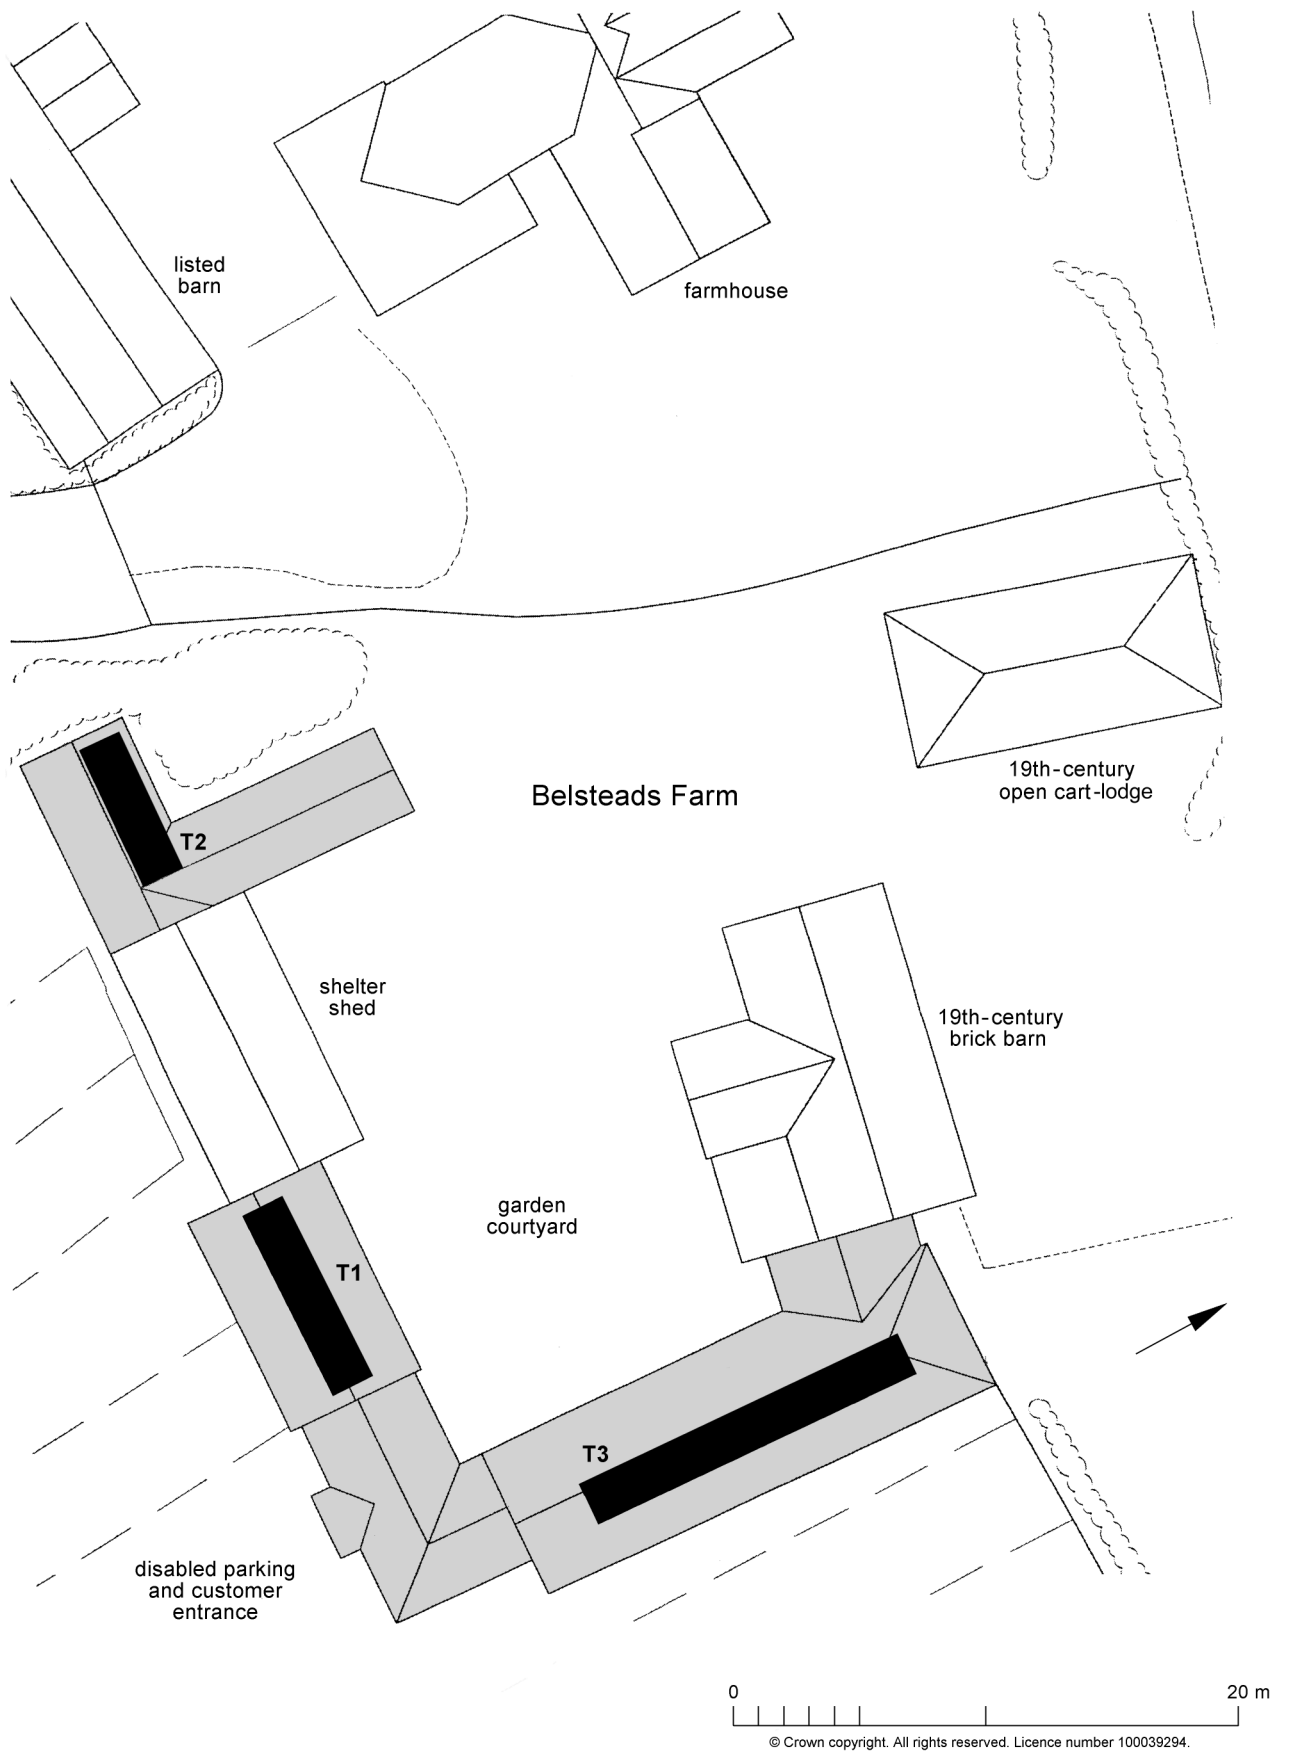 listed
barn
farmhouse
19th-century
open cart-lodge
Belsteads Farm
T2
shelter
shed
19th-century
brick barn
garden
courtyard
T1
T3
disabled parking
and customer
entrance
0 20 m
© Crown copyright. All rights reserved. Licence number 100039294.